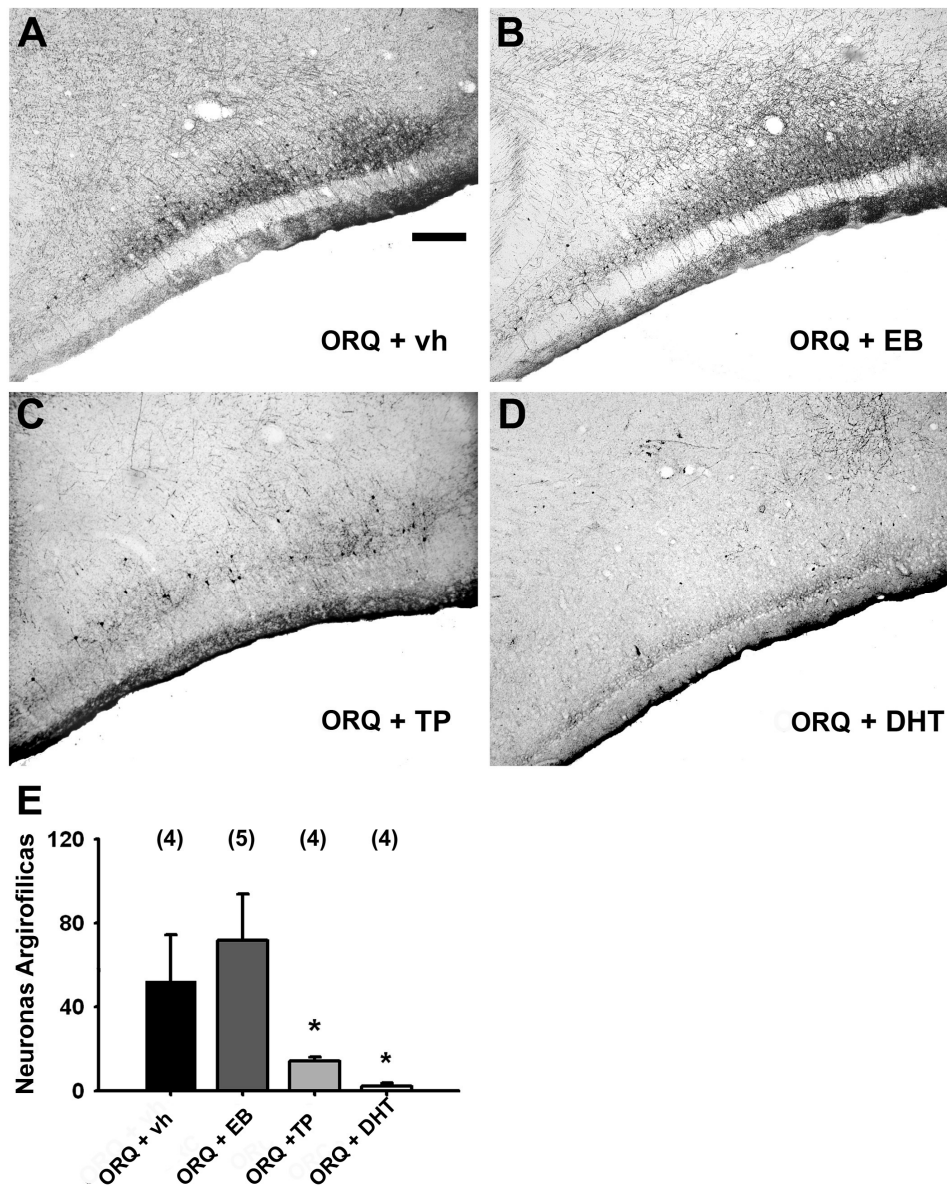 A
ORQ + vh
B
ORQ + EB
C
ORQ + TP
D
ORQ + DHT
E
(4) (5) (4) (4)
Neuronas Argirofilicas
120
80
40
0
* *
ORQ + vh
ORQ + EB
ORQ +TP
ORQ + DHT